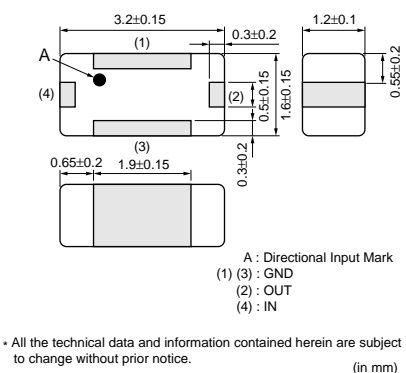 3.2±0.15
1.2±0.1
(1)
0.3±0.2
A
(4)
(2)
0.5±0.15
1.6±0.15
0.55±0.2
(3)
0.3±0.2
0.65±0.2
1.9±0.15
A : Directional Input Mark
(1) (3) : GND
(2) : OUT
(4) : IN
* All the technical data and information contained herein are subject
to change without prior notice.
(in mm)